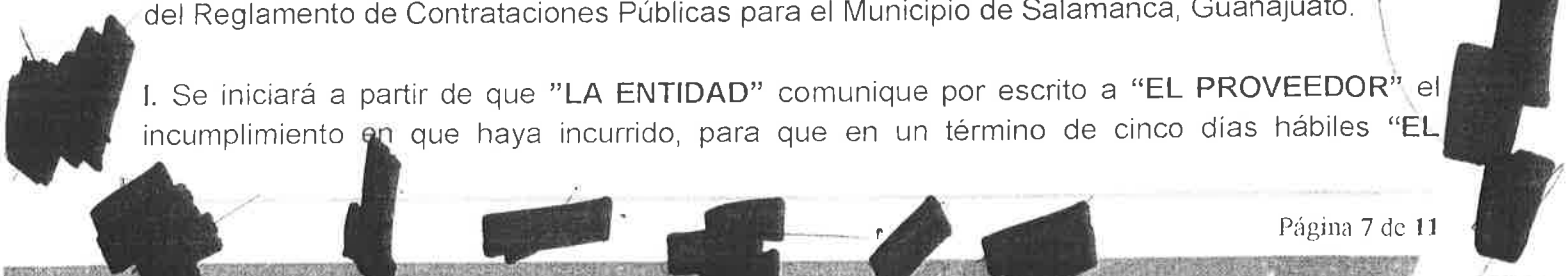 del Reglamento de Contrataciones Públicas para el Municipio de Salamanca, Guanajuato.
I. Se iniciará a partir de que "LA ENTIDAD" comunique por escrito a "EL PROVEEDOR" el
incumplimiento en que haya incurrido, para que en un término de cinco días hábiles "EL
Página 7 de 11